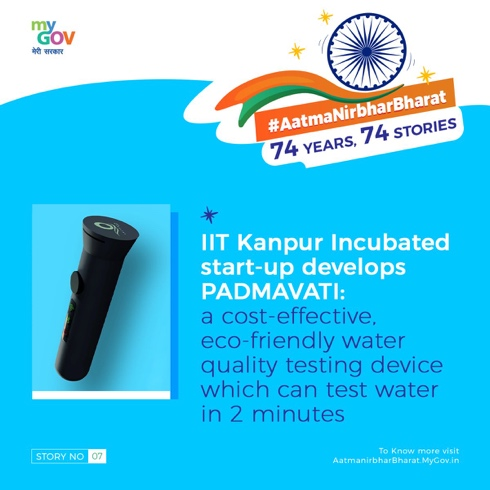 my
GOV
मेरी सरकार
#AatmaNirbharBharat
74 YEARS, 74 STORIES
IIT Kanpur Incubated
start-up develops
PADMAVATI:
a cost-effective,
eco-friendly water
quality testing device
which can test water
in 2 minutes
STORY NO 07
To Know more visit
AatmanirbharBharat.MyGov.in